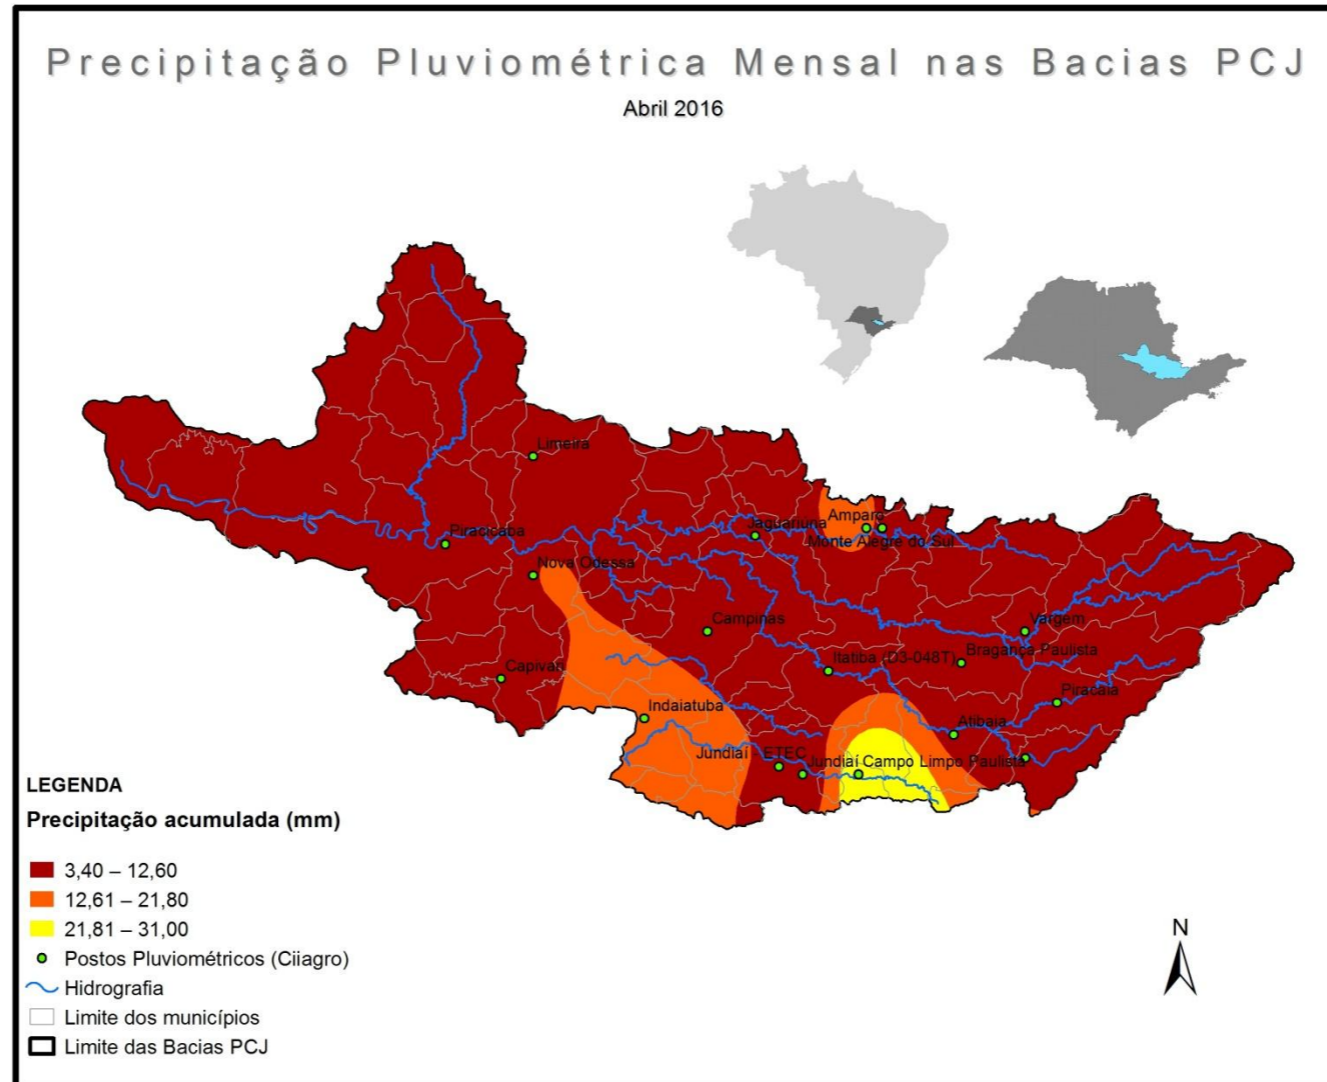 Precipitação Pluviométrica Mensal nas Bacias PCJ
Abril 2016
Limeira
Piracicaba
Jaguariúna
Amparo
Monte Alegre do Sul
Nova Odessa
Campinas
Vargem
Itatiba (D3-048T)
Bragança Paulista
Capivari
Piracaia
Indaiatuba
Atibaia
Jundiaí ETEC
Jundiaí
Campo Limpo Paulista
LEGENDA
Precipitação acumulada (mm)
3,40 – 12,60
12,61 – 21,80
21,81 – 31,00
Postos Pluviométricos (Ciiagro)
Hidrografia
Limite dos municípios
Limite das Bacias PCJ
N